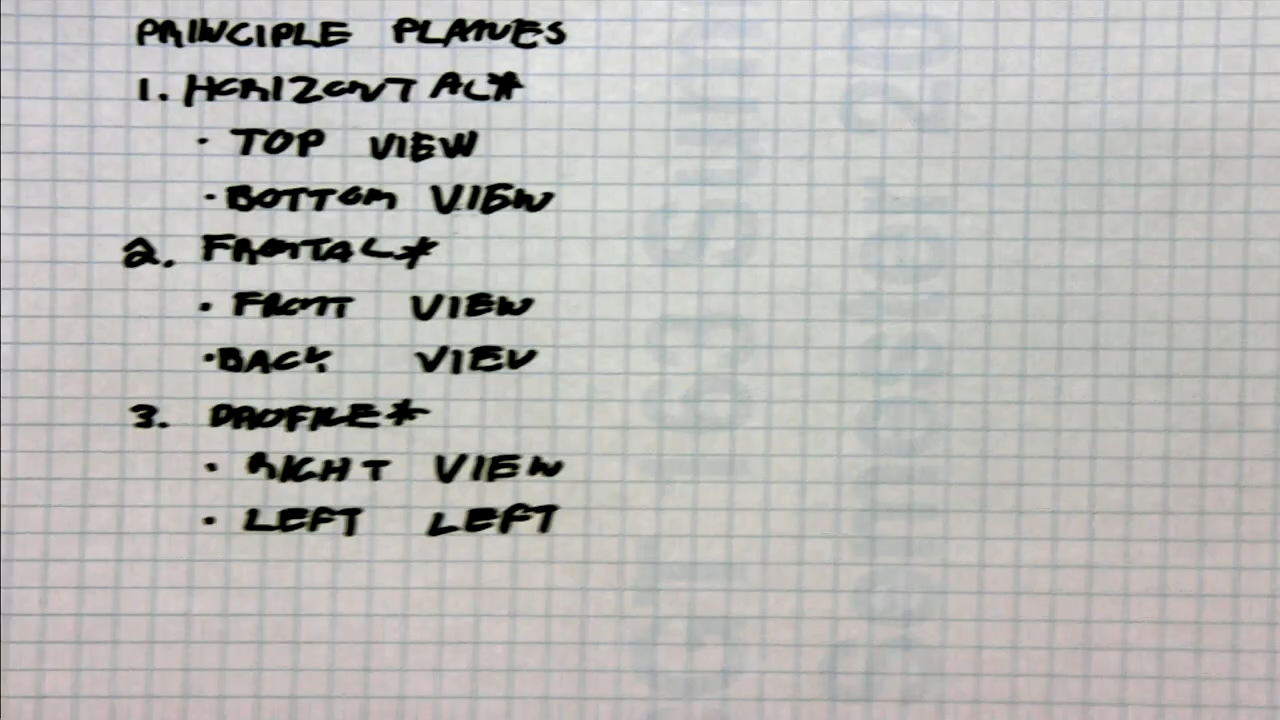 PRINCIPLE PLANES
1. HORIZONTAL*
· TOP VIEW
· BOTTOM VIEW
2. FRONTAL*
· FRONT VIEW
· BACK VIEW
3. PROFILE*
· RIGHT VIEW
· LEFT LEFT